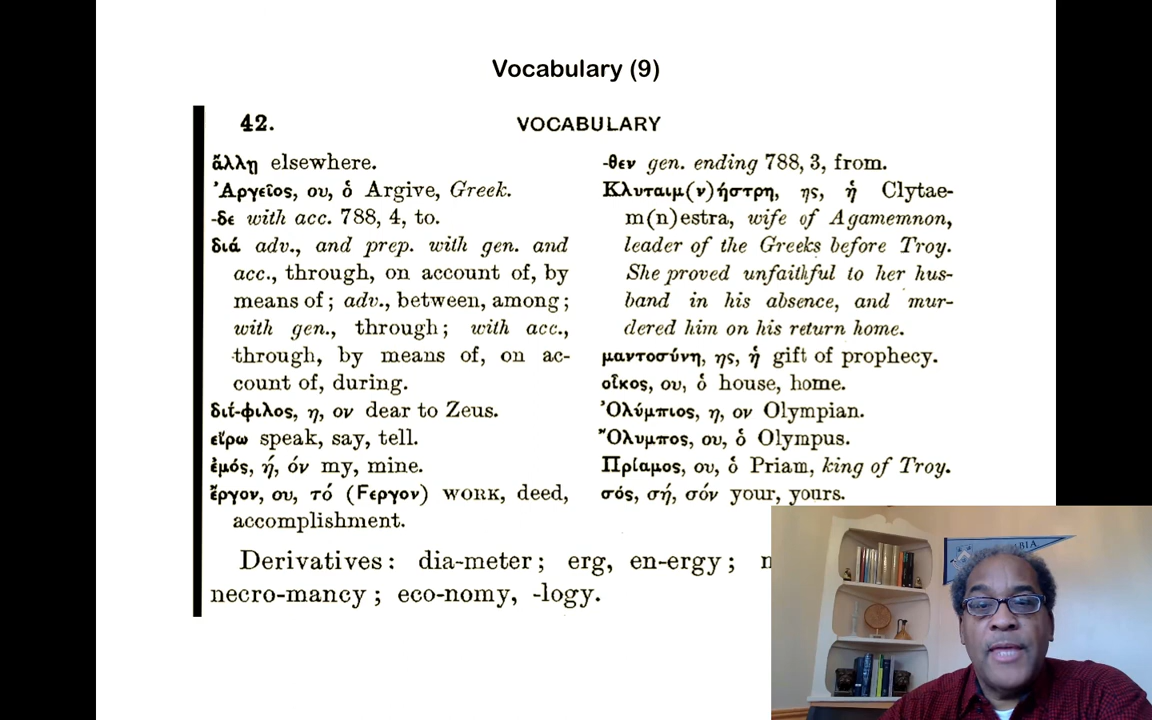 Vocabulary (9)
42. VOCABULARY
ἄλλῃ elsewhere.
Ἀργεῖος, ου, ὁ Argive, Greek.
-δε with acc. 788, 4, to.
διά adv., and prep. with gen. and
acc., through, on account of, by
means of; adv., between, among;
with gen., through; with acc.,
through, by means of, on ac-
count of, during.
διΐ-φιλος, η, ον dear to Zeus.
εἴρω speak, say, tell.
ἐμός, ή, όν my, mine.
ἔργον, ου, τό (Ϝεργον) WORK, deed,
accomplishment.
-θεν gen. ending 788, 3, from.
Κλυταιμ(ν)ήστρη, ης, ἡ Clytae-
m(n)estra, wife of Agamemnon,
leader of the Greeks before Troy.
She proved unfaithful to her hus-
band in his absence, and mur-
dered him on his return home.
μαντοσύνη, ης, ἡ gift of prophecy.
οἶκος, ου, ὁ house, home.
Ὀλύμπιος, η, ον Olympian.
Ὄλυμπος, ου, ὁ Olympus.
Πρίαμος, ου, ὁ Priam, king of Troy.
σός, σή, σόν your, yours.
Derivatives: dia-meter; erg, en-ergy;
necro-mancy; eco-nomy, -logy.